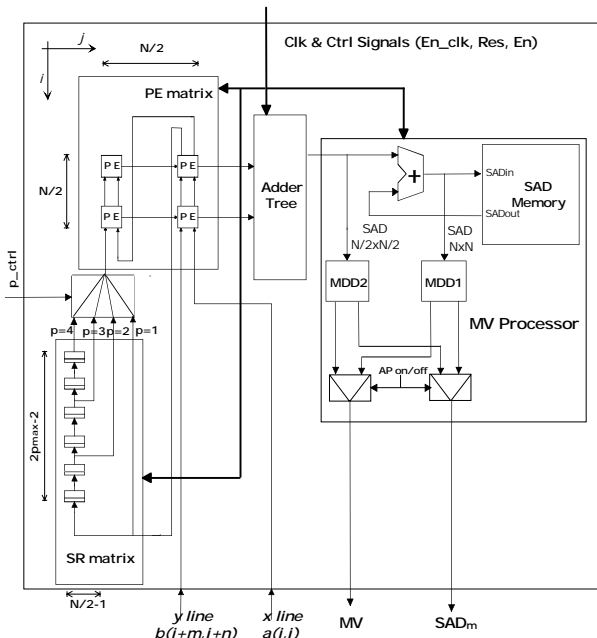 j
i
N/2
Clk & Ctrl Signals (En_clk, Res, En)
PE matrix
PE
PE
N/2
PE
PE
Adder
Tree
+
SADin
SAD
Memory
SADout
SAD
N/2xN/2
SAD
NxN
p_ctrl
MDD2
MDD1
MV Processor
p=4
p=3
p=2
p=1
AP on/off
2pmax-2
SR matrix
N/2-1
y line
b(i+m,j+n)
x line
a(i,j)
MV
SADm